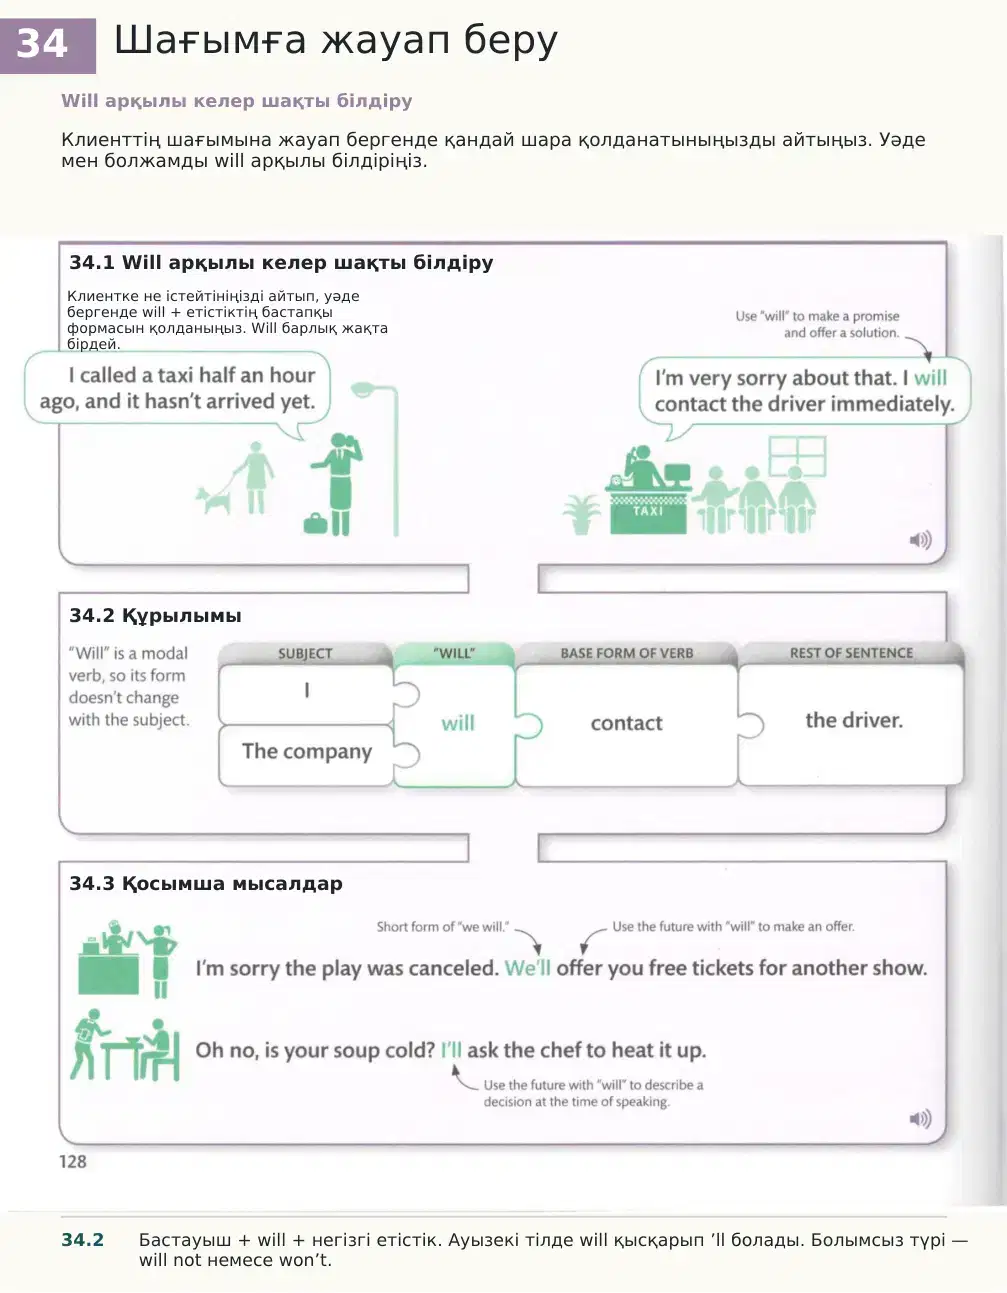 34
Шағымға жауап беру
Will арқылы келер шақты білдіру
Клиенттің шағымына жауап бергенде қандай шара қолданатыныңызды айтыңыз. Уәде
мен болжамды will арқылы білдіріңіз.
34.1 Will арқылы келер шақты білдіру
Клиентке не істейтініңізді айтып, уәде
бергенде will + етістіктің бастапқы
формасын қолданыңыз. Will барлық жақта
бірдей.
Use "will" to make a promise
and offer a solution.
I called a taxi half an hour
ago, and it hasn't arrived yet.
I'm very sorry about that. I will
contact the driver immediately.
TAXI
34.2 Құрылымы
"Will" is a modal
verb, so its form
doesn't change
with the subject.
SUBJECT
"WILL"
BASE FORM OF VERB
REST OF SENTENCE
I
The company
will
contact
the driver.
34.3 Қосымша мысалдар
Short form of "we will."
Use the future with "will" to make an offer.
I'm sorry the play was canceled. We'll offer you free tickets for another show.
Oh no, is your soup cold? I'll ask the chef to heat it up.
Use the future with "will" to describe a
decision at the time of speaking.
128
34.2 Бастауыш + will + негізгі етістік. Ауызекі тілде will қысқарып ’ll болады. Болымсыз түрі —
will not немесе won’t.